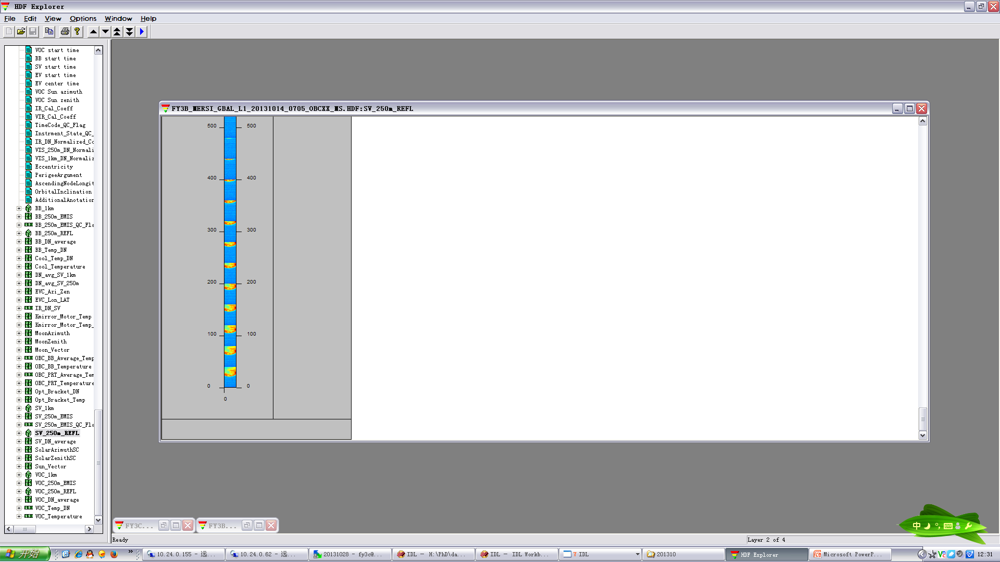 HDF Explorer
File Edit View Options Window Help
VOC start time
BB start time
SV start time
EV start time
EV center time
VOC Sun azimuth
VOC Sun zenith
IR_Cal_Coeff
VIR_Cal_Coeff
TimeCode_QC_Flag
Instrment_State_QC_
IR_DN_Normalized_Co
VIS_250m_DN_Normali
VIS_1km_DN_Normaliz
Eccentricity
PerigeeArgument
AscendingNodeLongit
OrbitalInclination
AdditionalAnotation
BB_1km
BB_250m_EMIS
BB_250m_EMIS_QC_Fla
BB_250m_REFL
BB_DN_average
BB_Temp_DN
Cool_Temp_DN
Cool_Temperature
DN_avg_SV_1km
DN_avg_SV_250m
EVC_Azi_Zen
EVC_Lon_LAT
IR_DN_SV
Kmirror_Motor_Temp
Kmirror_Motor_Temp_
MoonAzimuth
MoonZenith
Moon_Vector
OBC_BB_Average_Temp
OBC_BB_Temperature
OBC_PRT_Average_Tem
OBC_PRT_Temperature
Opt_Bracket_DN
Opt_Bracket_Temp
SV_1km
SV_250m_EMIS
SV_250m_EMIS_QC_Fla
SV_250m_REFL
SV_DN_average
SolarAzimuthSC
SolarZenithSC
Sun_Vector
VOC_1km
VOC_250m_EMIS
VOC_250m_REFL
VOC_DN_average
VOC_Temp_DN
VOC_Temperature
FY3B_MERSI_GBAL_L1_20131014_0705_OBCXX_MS.HDF:SV_250m_REFL
500 500
400 400
300 300
200 200
100 100
0 0
0
FY3C... FY3B...
中
Ready Layer 2 of 4
开始 10.24.0.155 - 远... 10.24.0.62 - 远... 20131028 - fy3c@... IDL - H:\PhD\da... IDL - IDL Workb... 7 IDL 201310 HDF Explorer Microsoft PowerP... 12:31